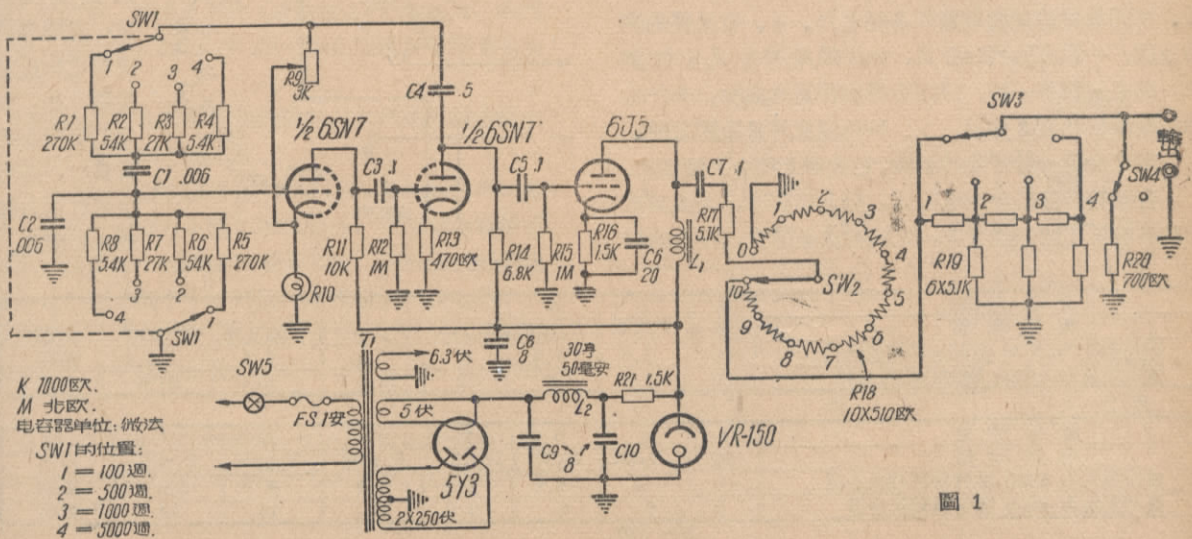 SW1
1
2
3
4
R1
270K
R2
54K
R3
27K
R4
5.4K
C1 .006
C2
.006
R8
5.4K
R7
27K
R6
54K
R5
270K
4
3
2
1
SW1
R9
3K
C4 .5
½ 6SN7
C3 .1
½ 6SN7
R10
R11
10K
R12
1M
R13
470欧
R14
6.8K
C5 .1
R15
1M
6J5
R16
1.5K
C6
20
L1
C7 .1
R17
5.1K
0
1
2
3
4
5
6
7
8
9
10
SW2
R18
10X510欧
SW3
1
2
3
4
R19
6X5.1K
SW4
R20
700欧
輸出
C6
8
T1
6.3伏
5伏
2X250伏
SW5
FS 1安
5Y3
30亨
50毫安
L2
R21 1.5K
C9
8
C10
VR-150
K 1000欧.
M 兆欧.
电容器单位: 微法
SW1的位置:
1 = 100週.
2 = 500週.
3 = 1000週.
4 = 5000週.
圖 1